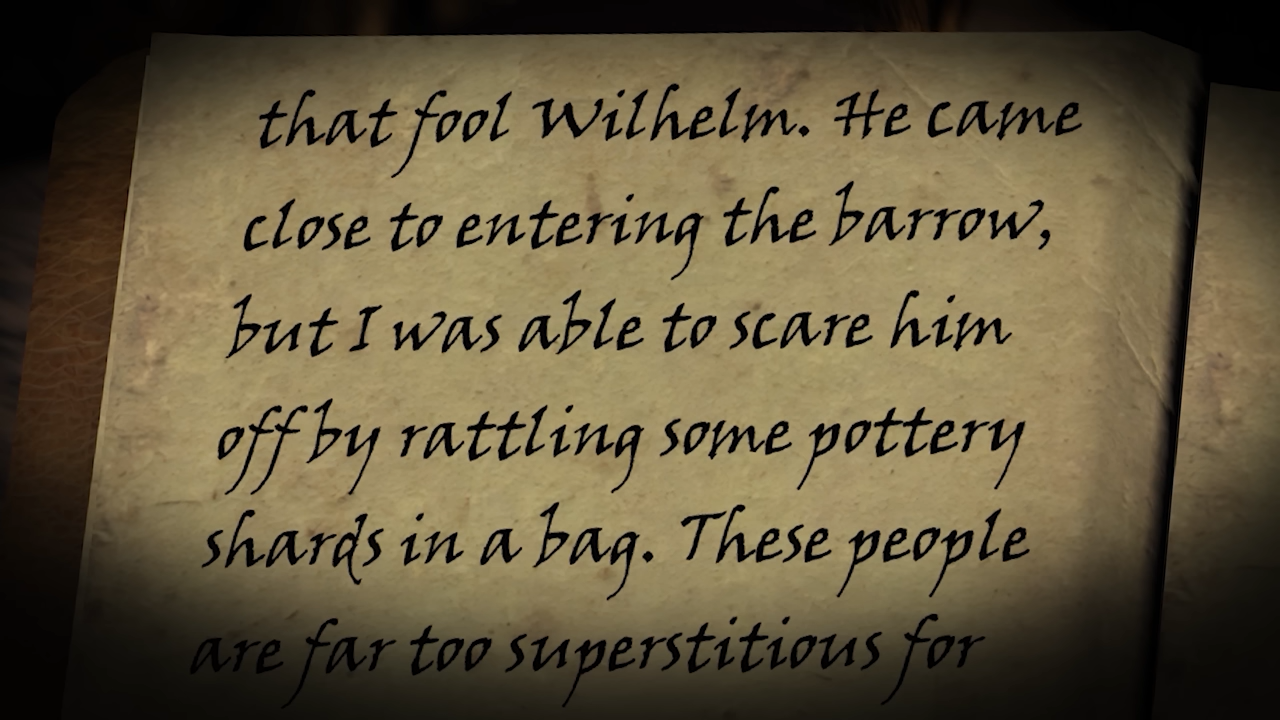 that fool Wilhelm. He came
close to entering the barrow,
but I was able to scare him
off by rattling some pottery
shards in a bag. These people
are far too superstitious for